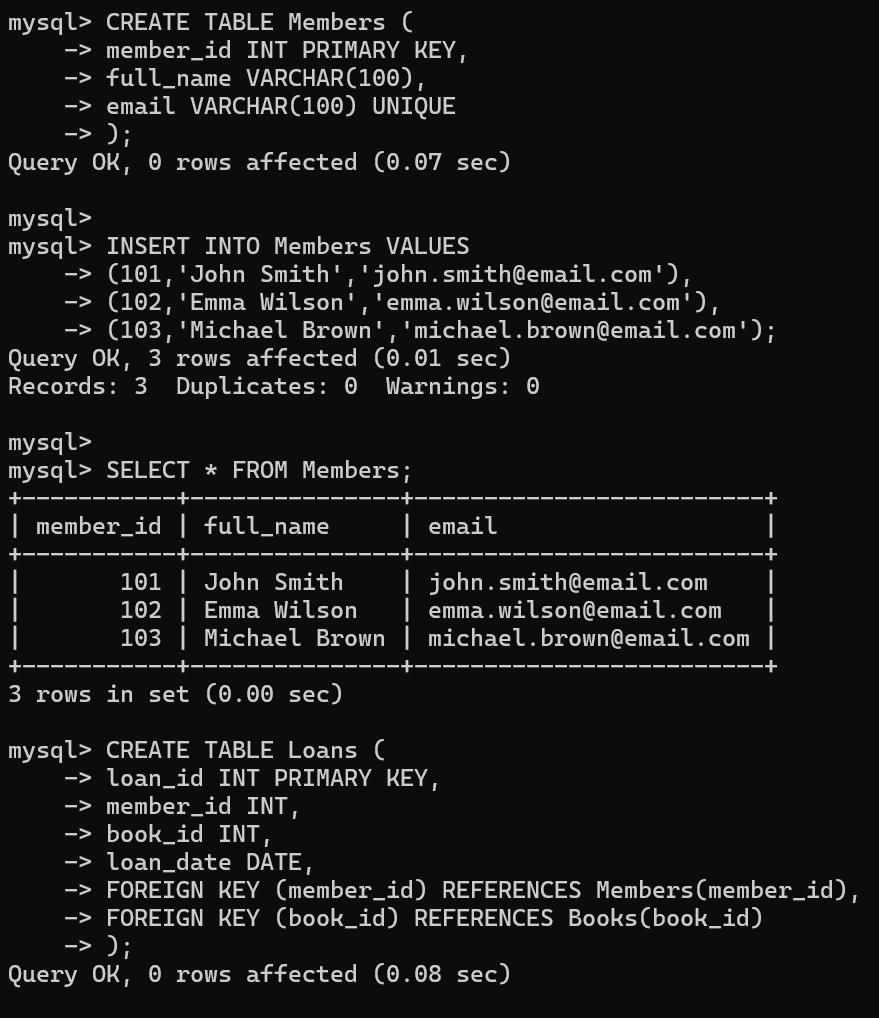 mysql> CREATE TABLE Members (
    -> member_id INT PRIMARY KEY,
    -> full_name VARCHAR(100),
    -> email VARCHAR(100) UNIQUE
    -> );
Query OK, 0 rows affected (0.07 sec)

mysql>
mysql> INSERT INTO Members VALUES
    -> (101,'John Smith','john.smith@email.com'),
    -> (102,'Emma Wilson','emma.wilson@email.com'),
    -> (103,'Michael Brown','michael.brown@email.com');
Query OK, 3 rows affected (0.01 sec)
Records: 3  Duplicates: 0  Warnings: 0

mysql>
mysql> SELECT * FROM Members;
+-----------+---------------+-------------------------+
| member_id | full_name     | email                   |
+-----------+---------------+-------------------------+
|       101 | John Smith    | john.smith@email.com    |
|       102 | Emma Wilson   | emma.wilson@email.com   |
|       103 | Michael Brown | michael.brown@email.com |
+-----------+---------------+-------------------------+
3 rows in set (0.00 sec)

mysql> CREATE TABLE Loans (
    -> loan_id INT PRIMARY KEY,
    -> member_id INT,
    -> book_id INT,
    -> loan_date DATE,
    -> FOREIGN KEY (member_id) REFERENCES Members(member_id),
    -> FOREIGN KEY (book_id) REFERENCES Books(book_id)
    -> );
Query OK, 0 rows affected (0.08 sec)